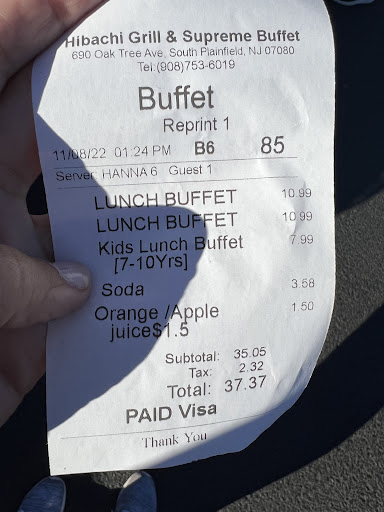 Hibachi Grill & Supreme Buffet
690 Oak Tree Ave, South Plainfield, NJ 07080
Tel:(908)753-6019
Buffet
Reprint 1
11/08/22 01:24 PM B6 85
Server: HANNA 6 Guest 1
LUNCH BUFFET 10.99
LUNCH BUFFET 10.99
Kids Lunch Buffet 7.99
[7-10Yrs]
Soda 3.58
Orange /Apple 1.50
juice$1.5
Subtotal: 35.05
Tax: 2.32
Total: 37.37
PAID Visa
Thank You